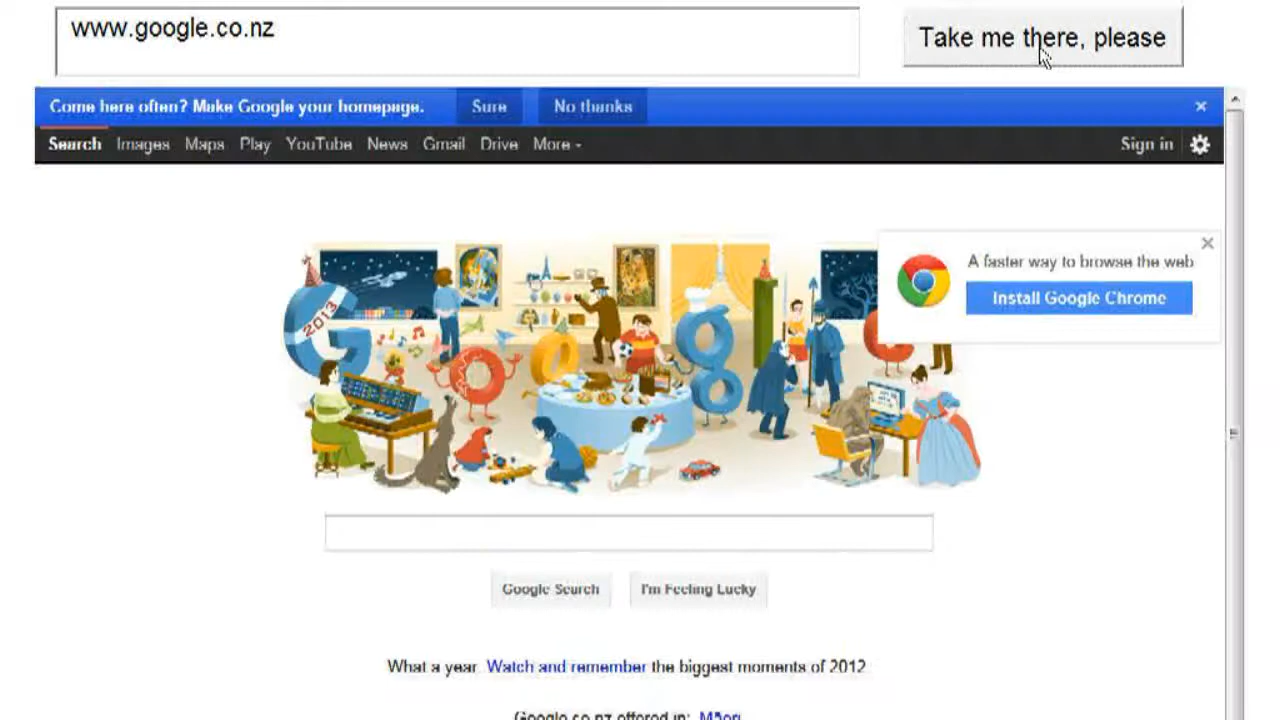 www.google.co.nz
Take me there, please
Come here often? Make Google your homepage. Sure No thanks
Search Images Maps Play YouTube News Gmail Drive More
Sign in
2013
A faster way to browse the web
Install Google Chrome
Google Search I'm Feeling Lucky
What a year. Watch and remember the biggest moments of 2012
Google.co.nz offered in: Māori